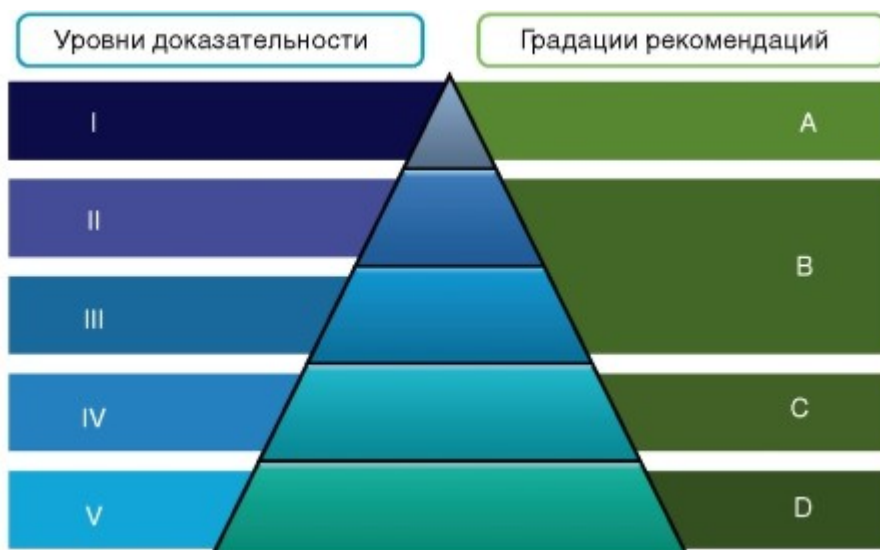 Уровни доказательности
Градации рекомендаций
I
A
II
B
III
IV
C
V
D